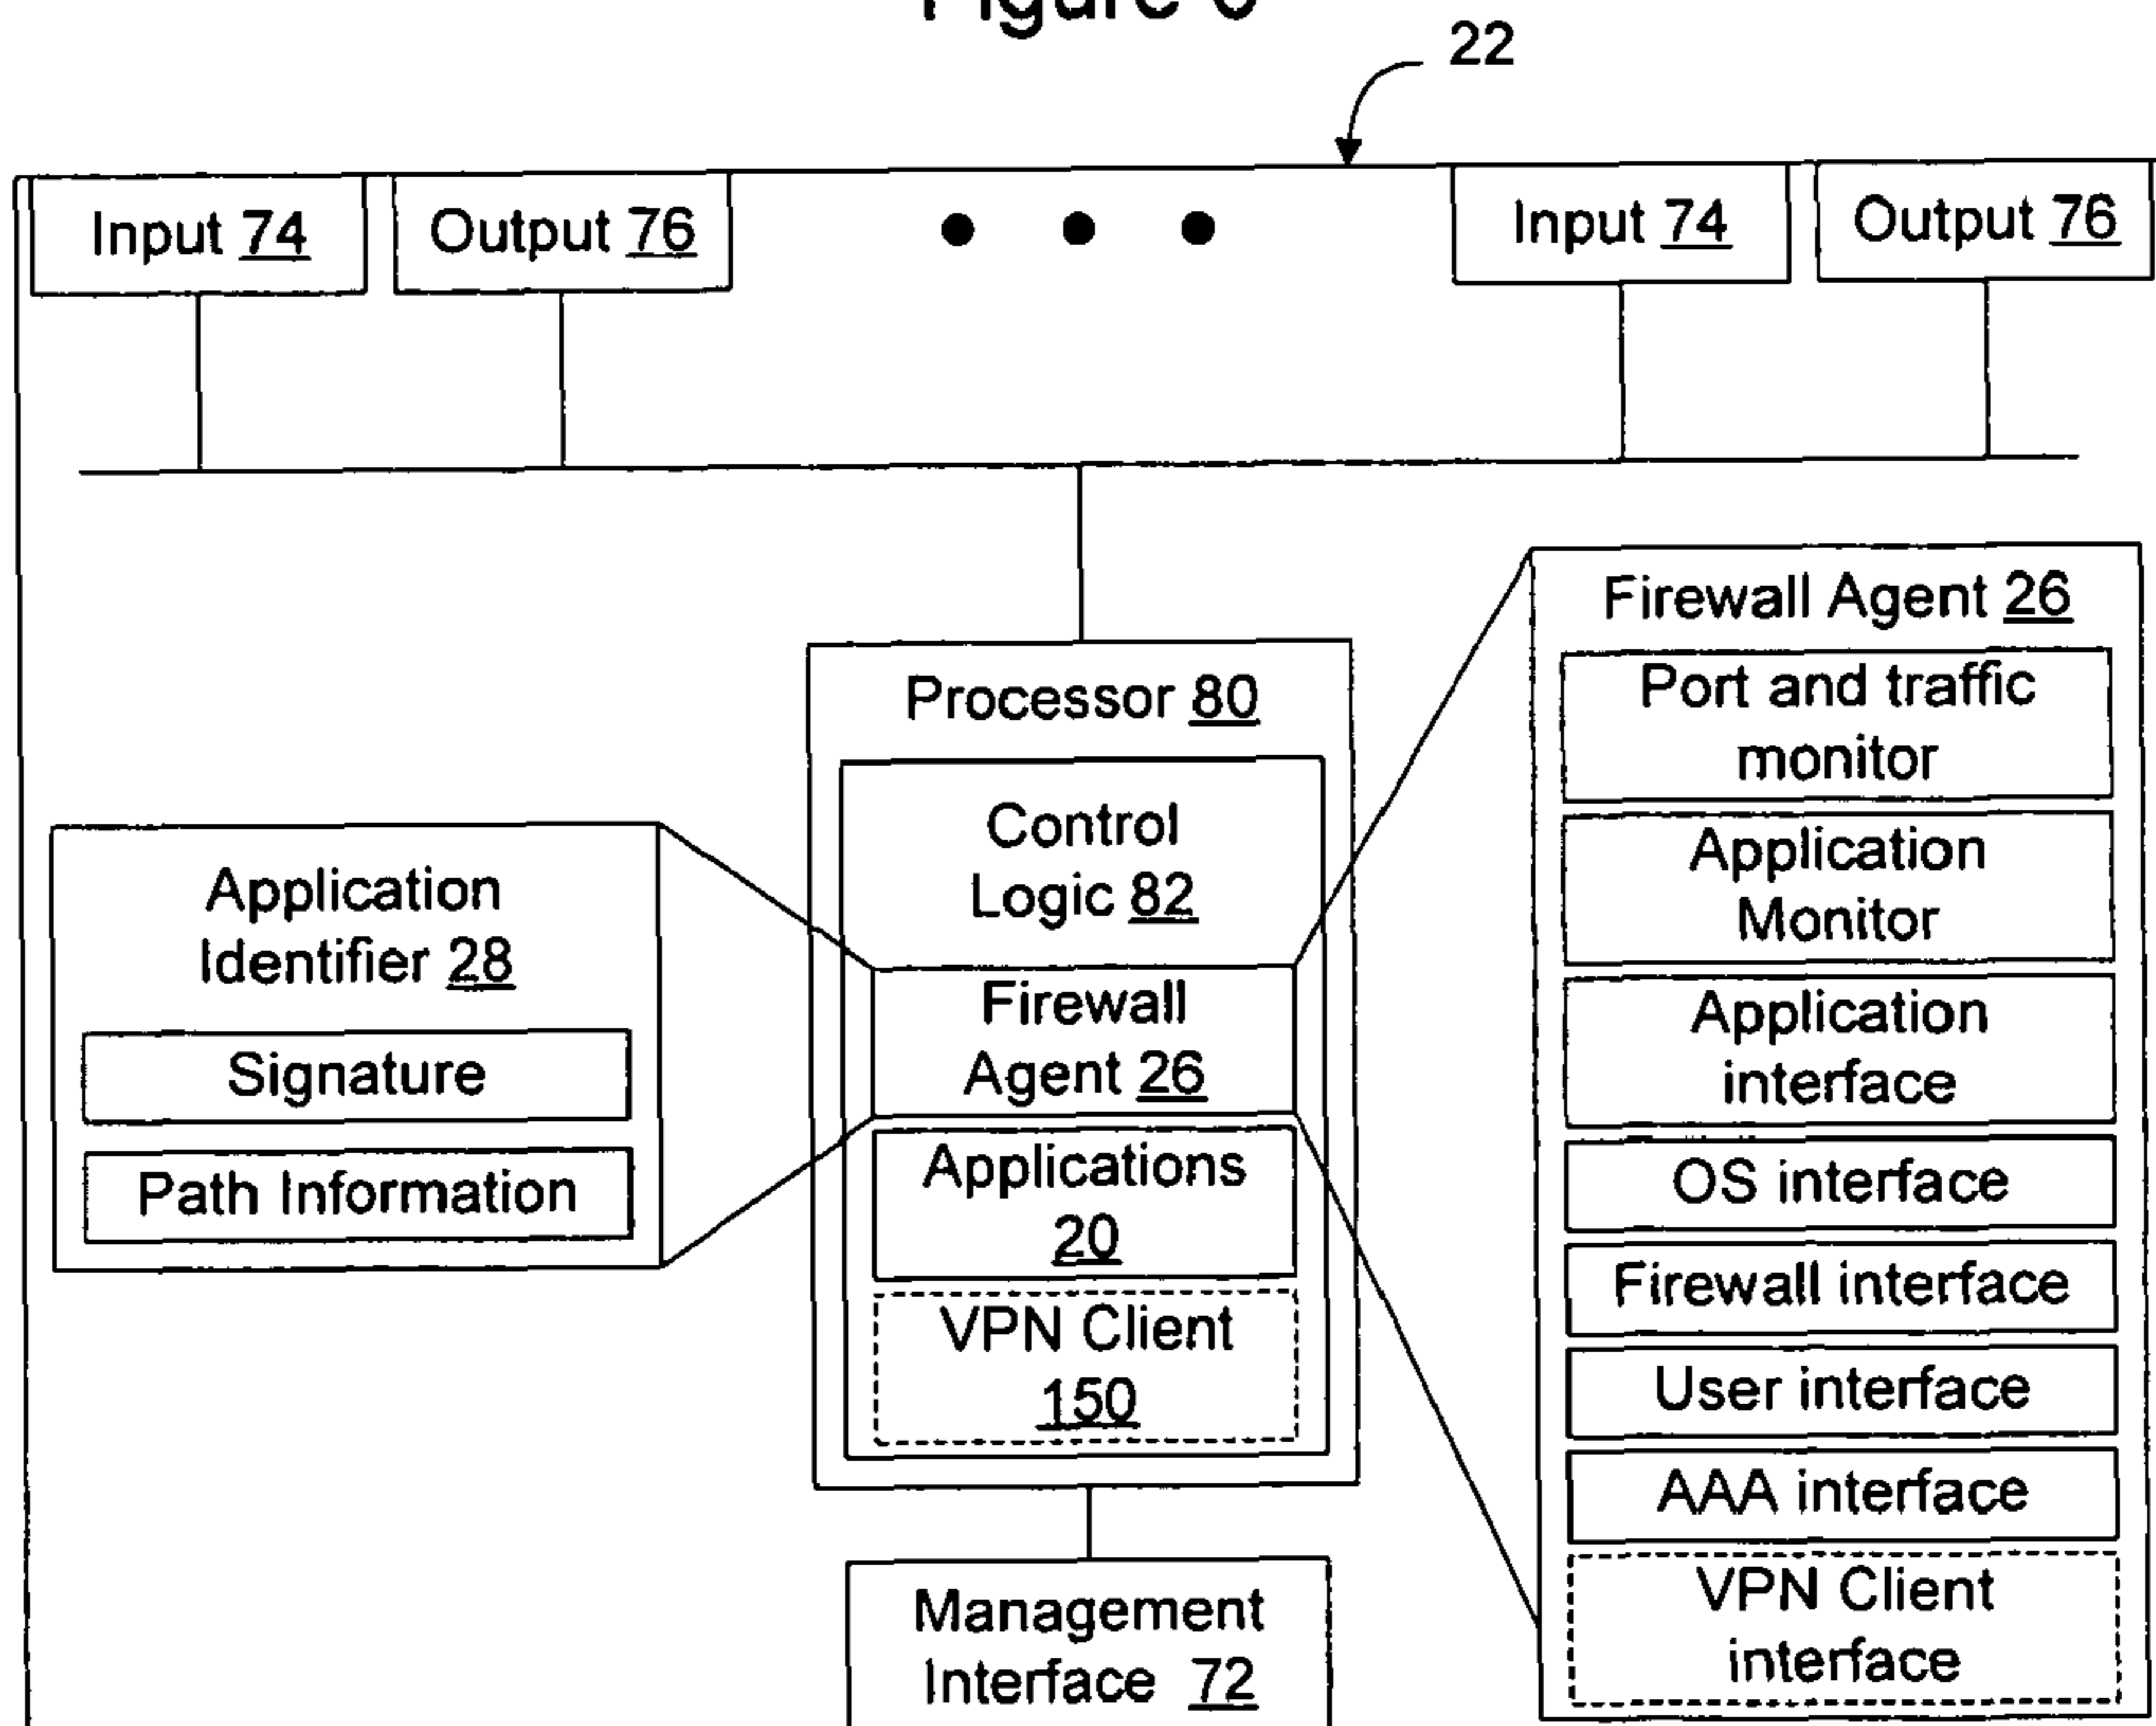 22
Input 74
Output 76
Input 74
Output 76
Processor 80
Control
Logic 82
Firewall
Agent 26
Applications
20
VPN Client
150
Application
Identifier 28
Signature
Path Information
Firewall Agent 26
Port and traffic
monitor
Application
Monitor
Application
interface
OS interface
Firewall interface
User interface
AAA interface
VPN Client
interface
Management
Interface 72